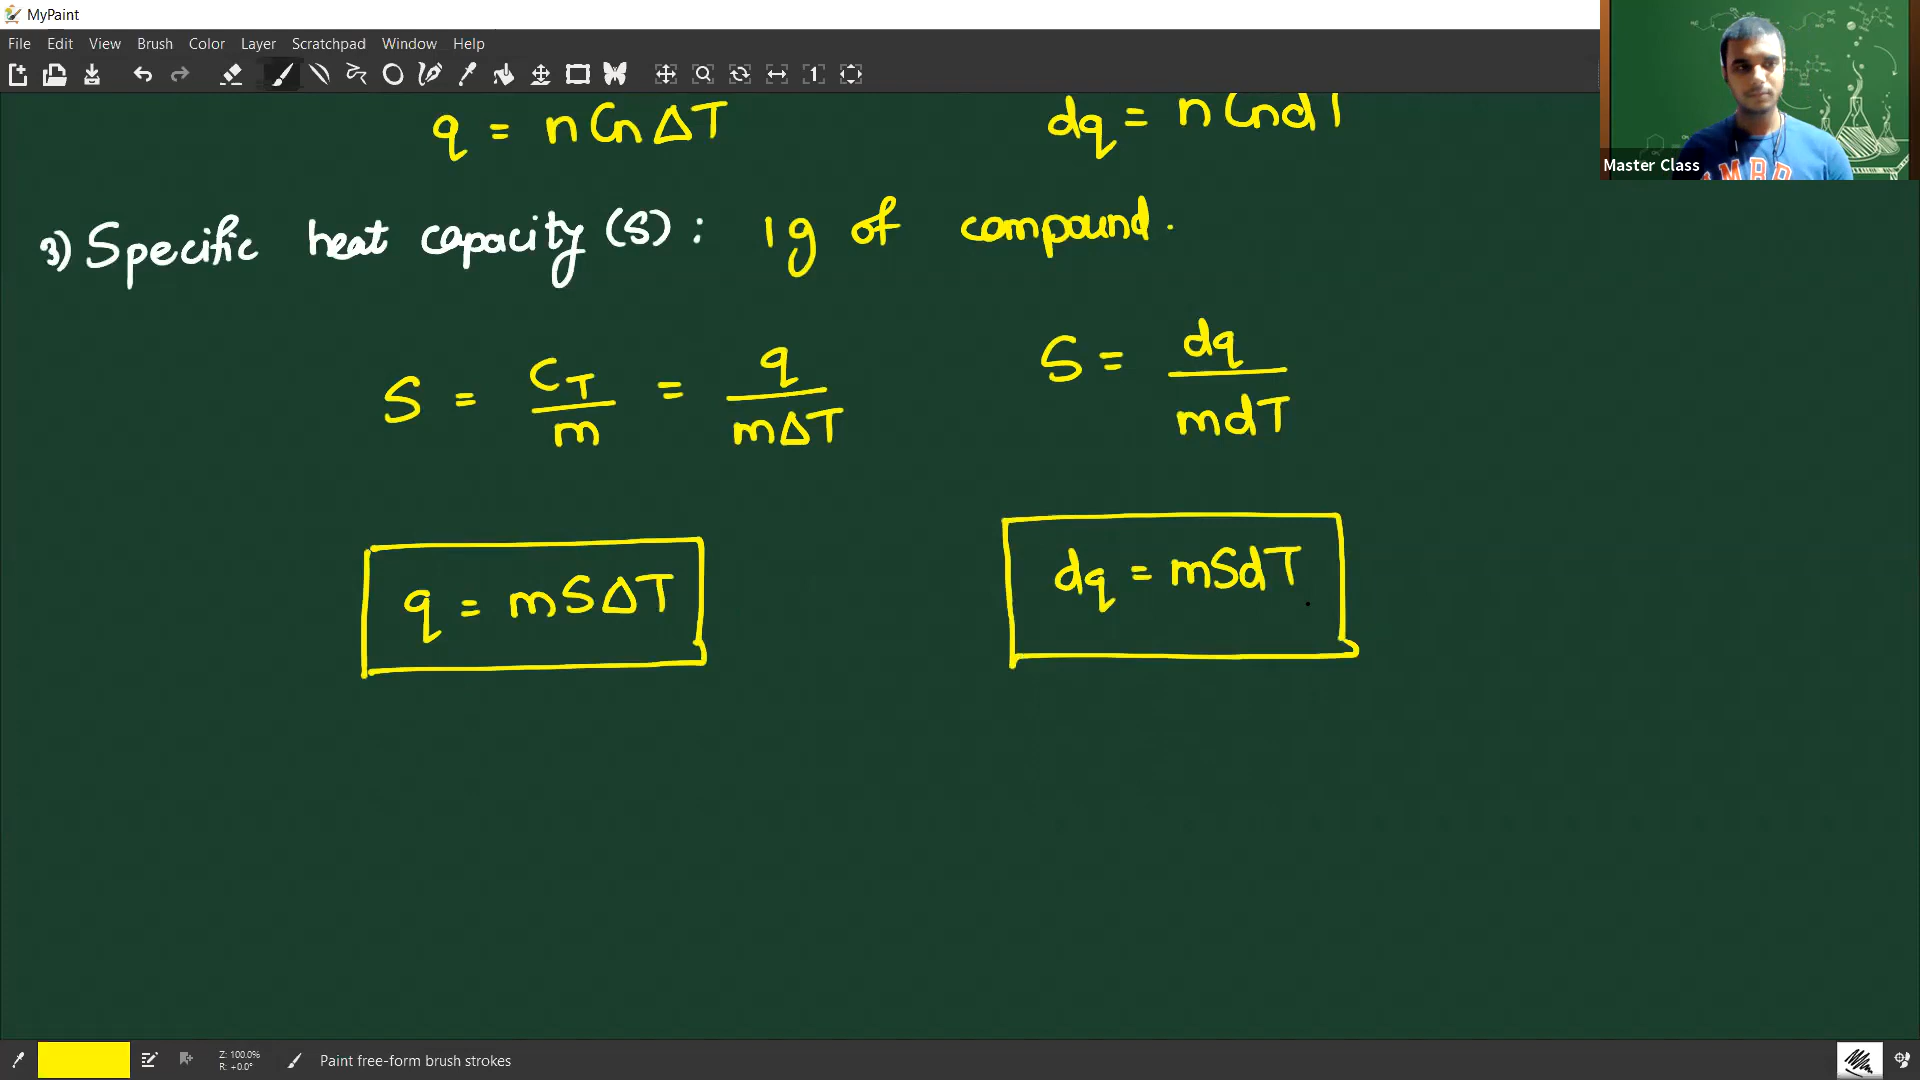 MyPaint
File Edit View Brush Color Layer Scratchpad Window Help
q = nCnΔT
dq = nCndT
3) Specific heat capacity (S) : 1g of compound.
S = C_T / m = q / mΔT
S = dq / mdT
q = mSΔT
dq = mSdT
Master Class
Z: 100.0%
R: +0.0°
Paint free-form brush strokes